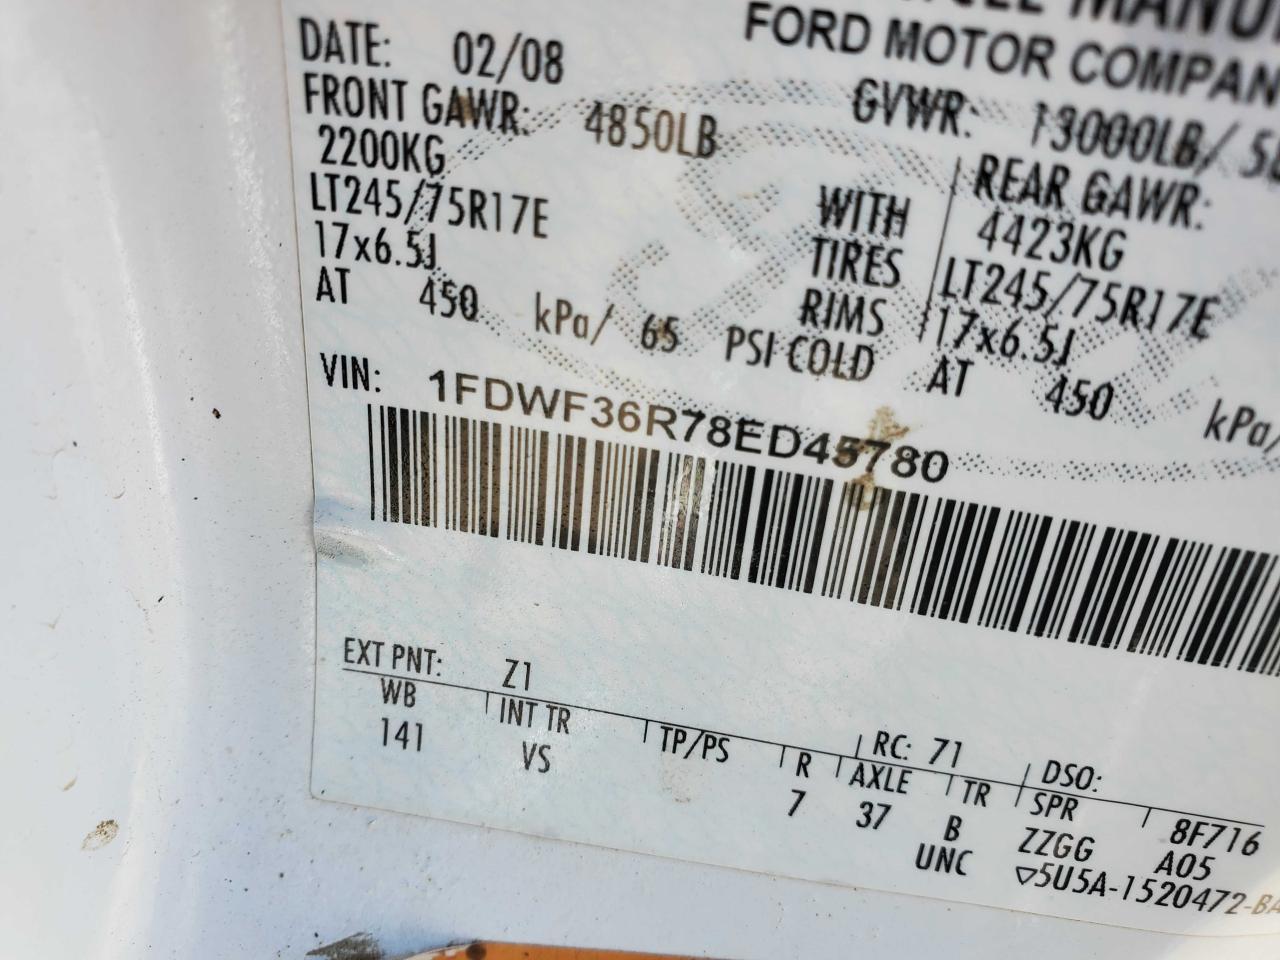 FORD MOTOR COMPAN
DATE: 02/08 GVWR: 13000LB/
FRONT GAWR: 4850LB REAR GAWR:
2200KG WITH 4423KG
LT245/75R17E TIRES LT245/75R17E
17x6.5J RIMS 17x6.5J
AT 450 kPa/ 65 PSI COLD AT 450 kPa/
VIN: 1FDWF36R78ED45780
EXT PNT: Z1 RC: 71 DSO:
WB INT TR TP/PS R AXLE TR SPR 8F716
141 VS 7 37 B ZZGG A05
UNC ▽5U5A-1520472-BA